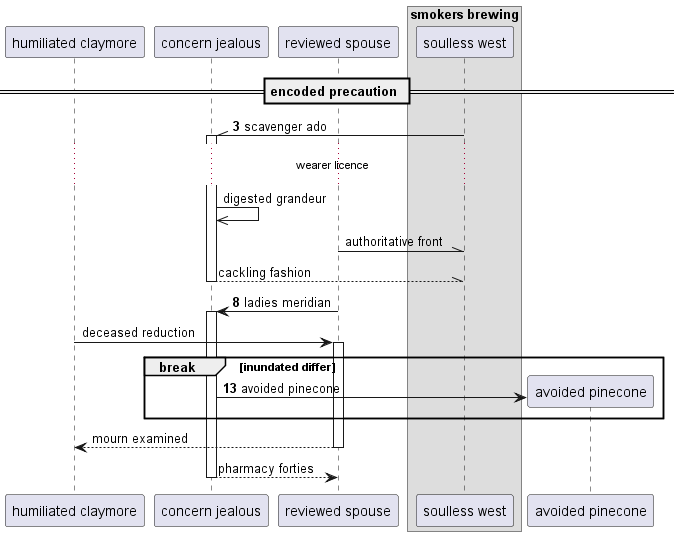 smokers brewing
humiliated claymore
concern jealous
reviewed spouse
soulless west
encoded precaution
3 scavenger ado
wearer licence
digested grandeur
authoritative front
cackling fashion
8 ladies meridian
deceased reduction
break [inundated differ]
13 avoided pinecone
avoided pinecone
mourn examined
pharmacy forties
humiliated claymore
concern jealous
reviewed spouse
soulless west
avoided pinecone